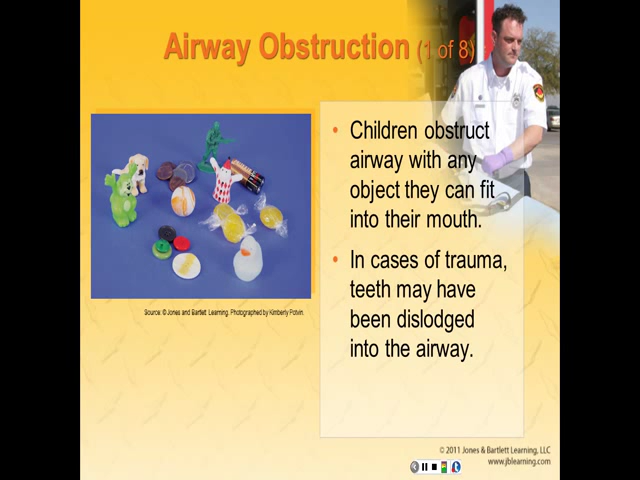 Airway Obstruction (1 of 8)
• Children obstruct
airway with any
object they can fit
into their mouth.
• In cases of trauma,
teeth may have
been dislodged
into the airway.
Source: © Jones and Bartlett Learning. Photographed by Kimberly Potvin.
© 2011 Jones & Bartlett Learning, LLC
www.jblearning.com